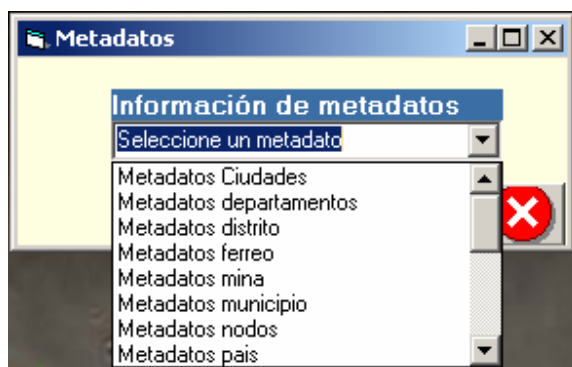 Metadatos
Información de metadatos
Seleccione un metadato
Metadatos Ciudades
Metadatos departamentos
Metadatos distrito
Metadatos ferreo
Metadatos mina
Metadatos municipio
Metadatos nodos
Metadatos pais